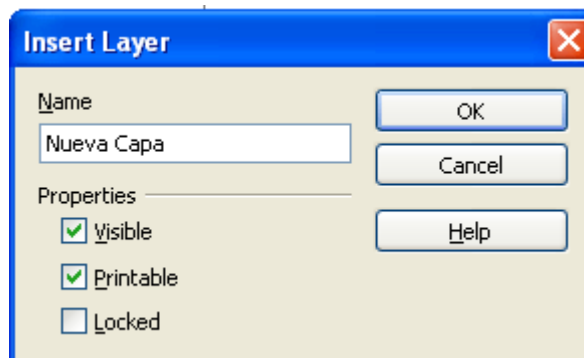 Insert Layer
Name
Nueva Capa
OK
Cancel
Properties
Visible
Help
Printable
Locked